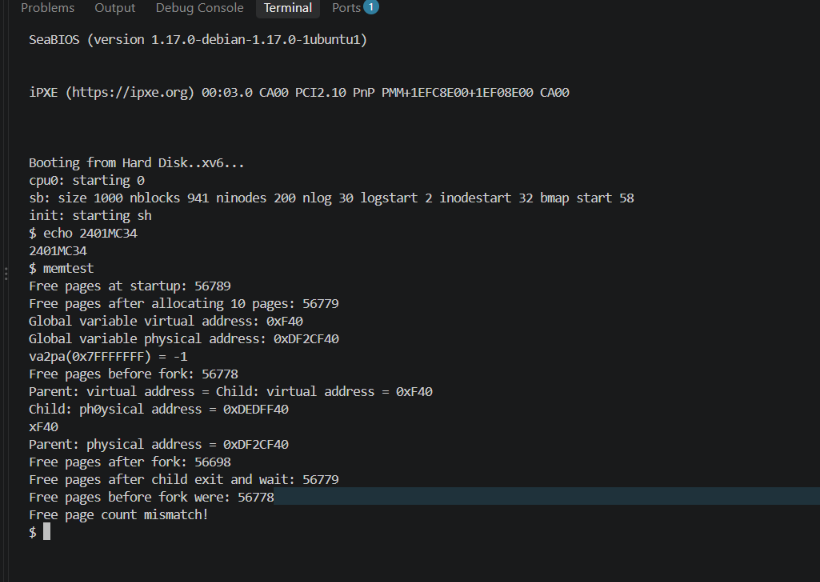 Problems Output Debug Console Terminal Ports 1
SeaBIOS (version 1.17.0-debian-1.17.0-1ubuntu1)
iPXE (https://ipxe.org) 00:03.0 CA00 PCI2.10 PnP PMM+1EFC8E00+1EF08E00 CA00
Booting from Hard Disk..xv6...
cpu0: starting 0
sb: size 1000 nblocks 941 ninodes 200 nlog 30 logstart 2 inodestart 32 bmap start 58
init: starting sh
$ echo 2401MC34
2401MC34
$ memtest
Free pages at startup: 56789
Free pages after allocating 10 pages: 56779
Global variable virtual address: 0xF40
Global variable physical address: 0xDF2CF40
va2pa(0x7FFFFFFF) = -1
Free pages before fork: 56778
Parent: virtual address = Child: virtual address = 0xF40
Child: ph0ysical address = 0xDEDFF40
xF40
Parent: physical address = 0xDF2CF40
Free pages after fork: 56698
Free pages after child exit and wait: 56779
Free pages before fork were: 56778
Free page count mismatch!
$